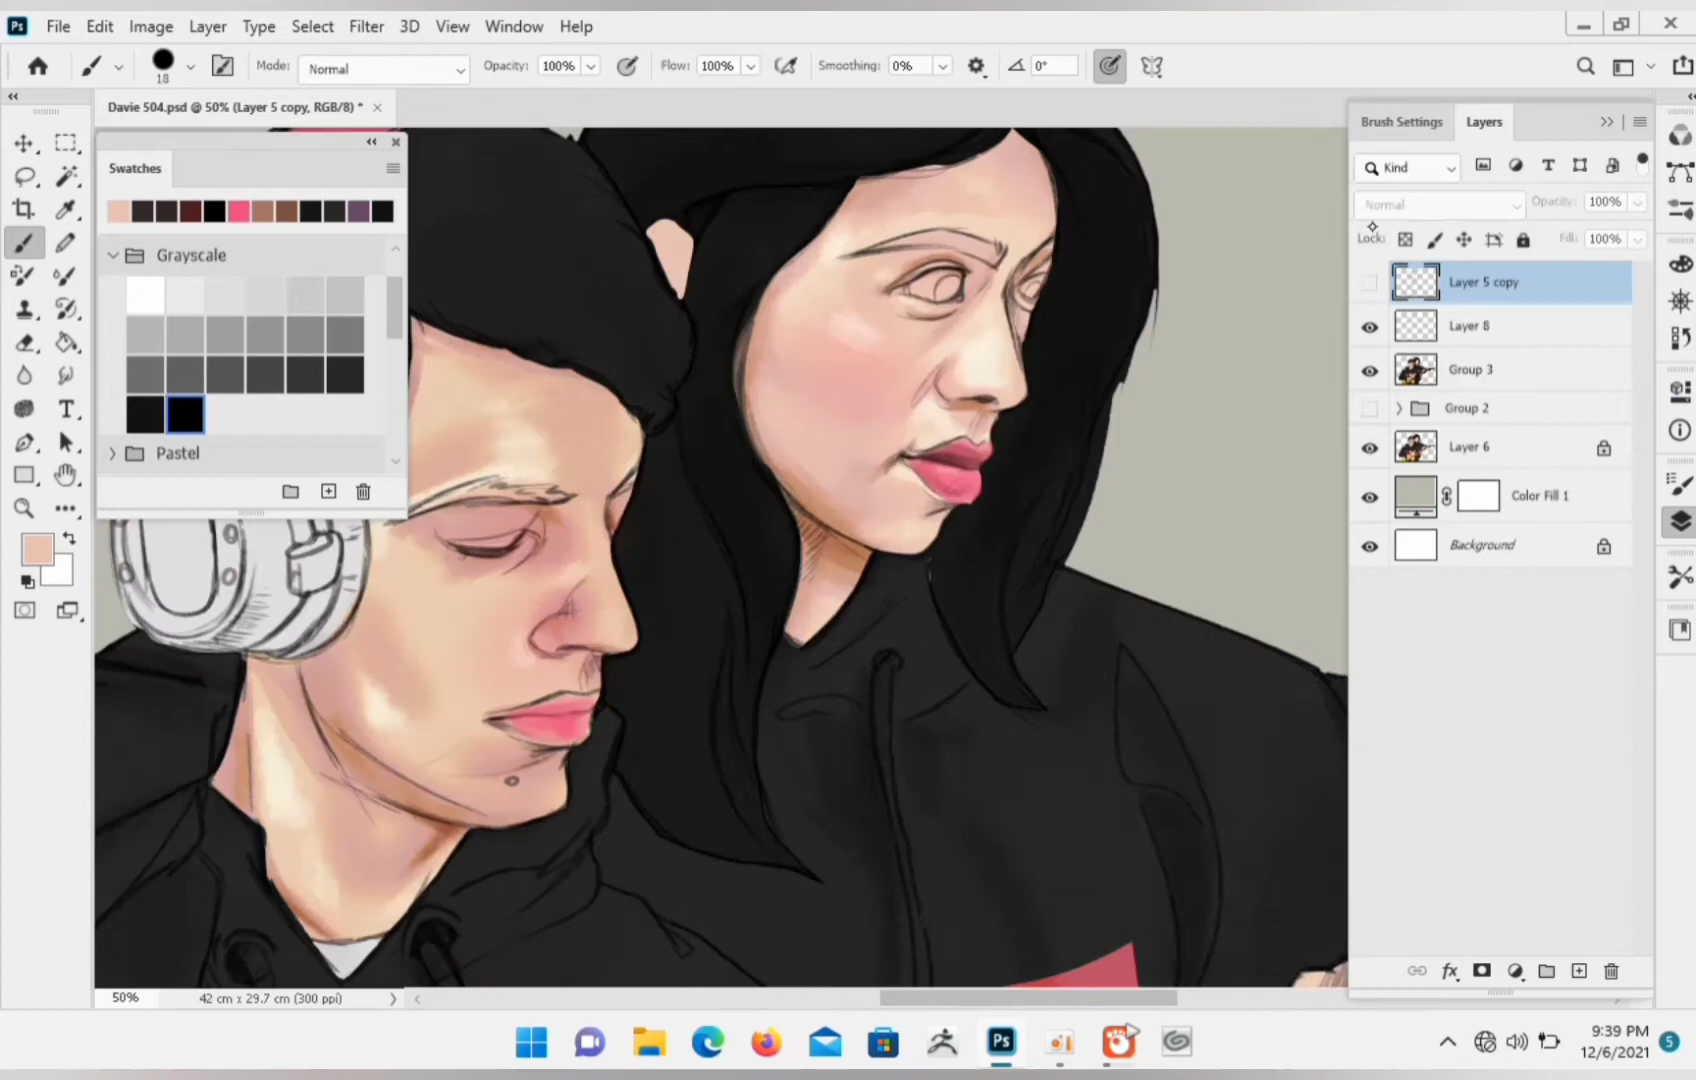 Ps File Edit Image Layer Type Select Filter 3D View Window Help
18 Mode: Normal Opacity: 100% Flow: 100% Smoothing: 0% 0°
Davie 504.psd @ 50% (Layer 5 copy, RGB/8) *
Swatches
Grayscale
Pastel
Brush Settings Layers
Kind
Normal Opacity: 100%
Lock: Fill: 100%
Layer 5 copy
Layer 8
Group 3
Group 2
Layer 6
Color Fill 1
Background
fx
50% 42 cm x 29.7 cm (300 ppi)
Ps
9:39 PM
12/6/2021 5